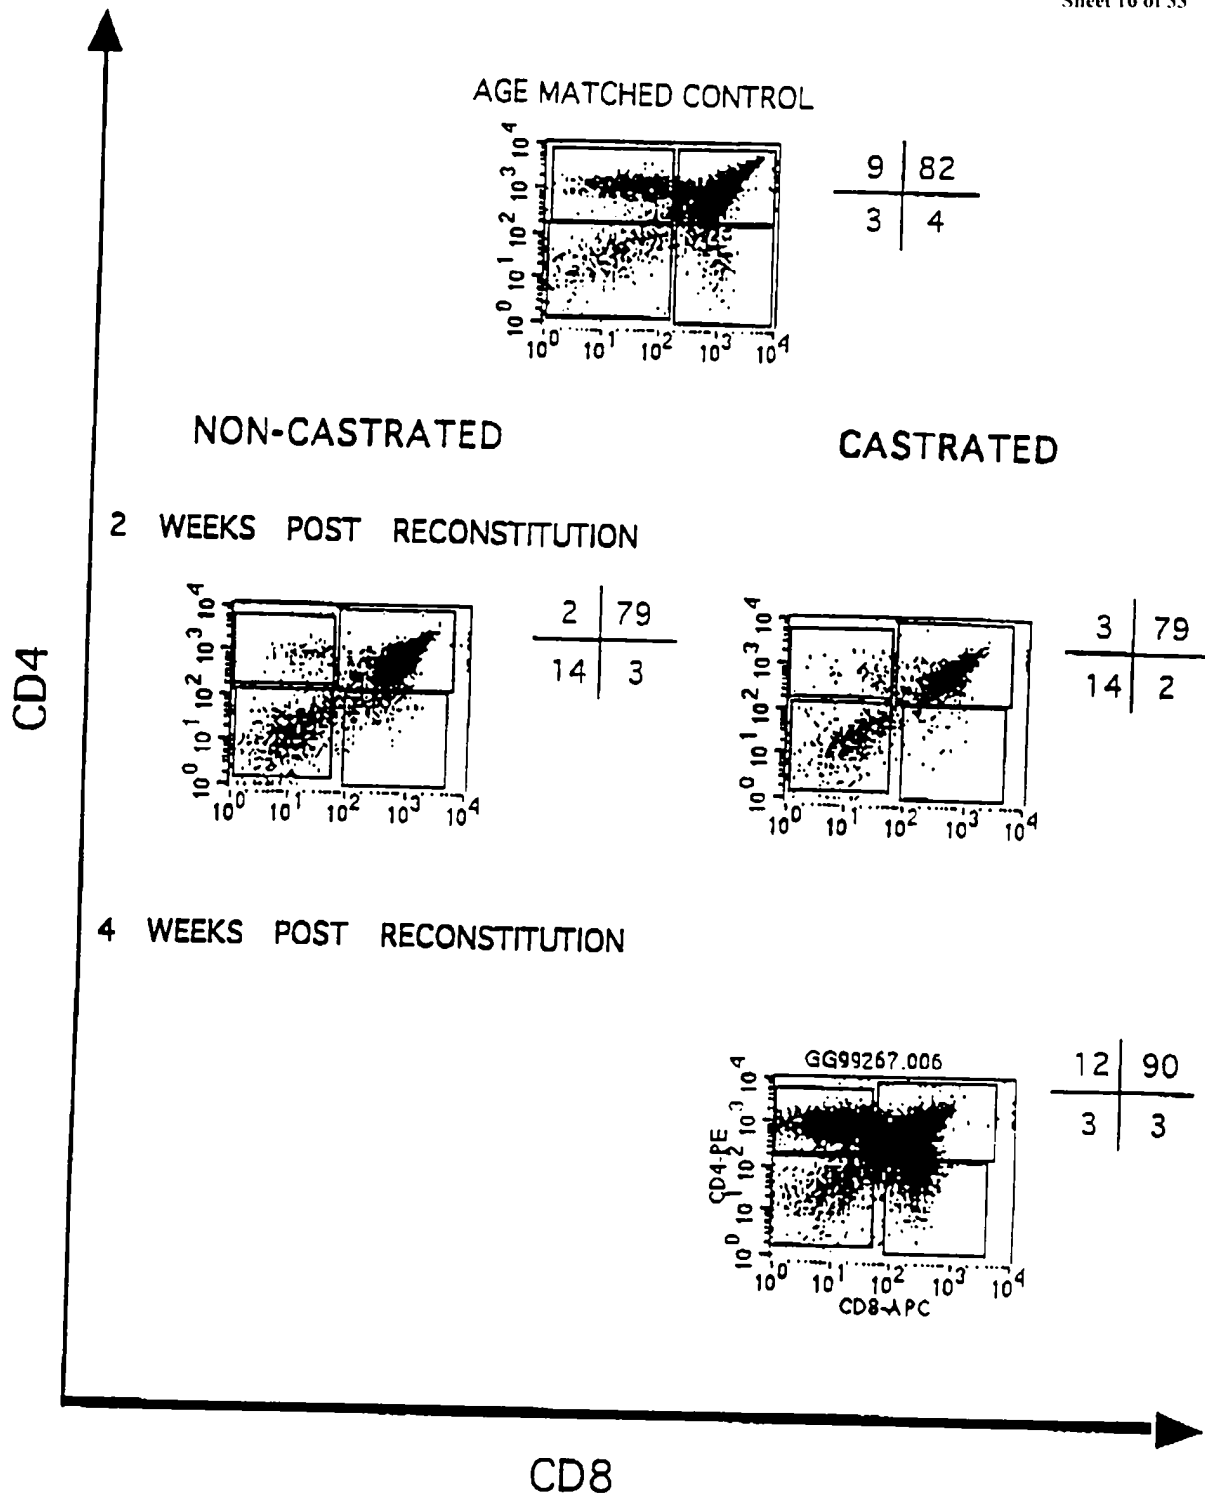 Sheet 16 of 33
AGE MATCHED CONTROL
10^4
10^3
10^2
10^1
10^0
10^0 10^1 10^2 10^3 10^4
9 82
3 4
NON-CASTRATED
CASTRATED
2 WEEKS POST RECONSTITUTION
10^4
10^3
10^2
10^1
10^0
10^0 10^1 10^2 10^3 10^4
2 79
14 3
10^4
10^3
10^2
10^1
10^0
10^0 10^1 10^2 10^3 10^4
3 79
14 2
CD4
4 WEEKS POST RECONSTITUTION
GG99267.006
CD4-PE
10^4
10^3
10^2
10^1
10^0
10^0 10^1 10^2 10^3 10^4
CD8-APC
12 90
3 3
CD8